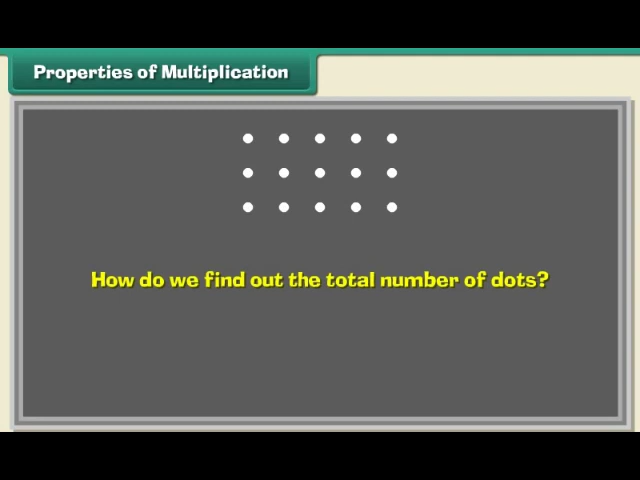 Properties of Multiplication
How do we find out the total number of dots?